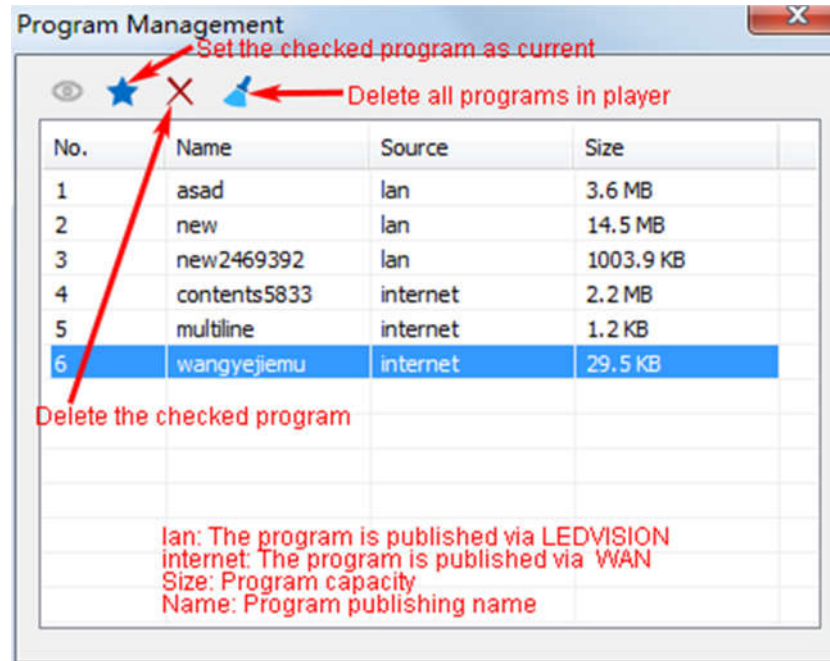 Program Management
Set the checked program as current
Delete all programs in player
No. Name Source Size
1 asad lan 3.6 MB
2 new lan 14.5 MB
3 new2469392 lan 1003.9 KB
4 contents5833 internet 2.2 MB
5 multiline internet 1.2 KB
6 wangyejiemu internet 29.5 KB
Delete the checked program
lan: The program is published via LEDVISION
internet: The program is published via WAN
Size: Program capacity
Name: Program publishing name